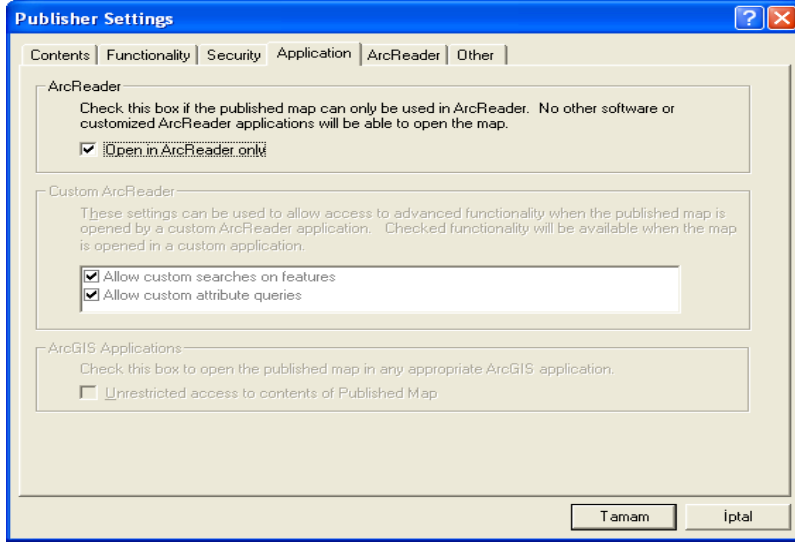 Publisher Settings
Contents Functionality Security Application ArcReader Other
ArcReader
Check this box if the published map can only be used in ArcReader. No other software or
customized ArcReader applications will be able to open the map.
Open in ArcReader only
Custom ArcReader
These settings can be used to allow access to advanced functionality when the published map is
opened by a custom ArcReader application. Checked functionality will be available when the map
is opened in a custom application.
Allow custom searches on features
Allow custom attribute queries
ArcGIS Applications
Check this box to open the published map in any appropriate ArcGIS application.
Unrestricted access to contents of Published Map
Tamam İptal